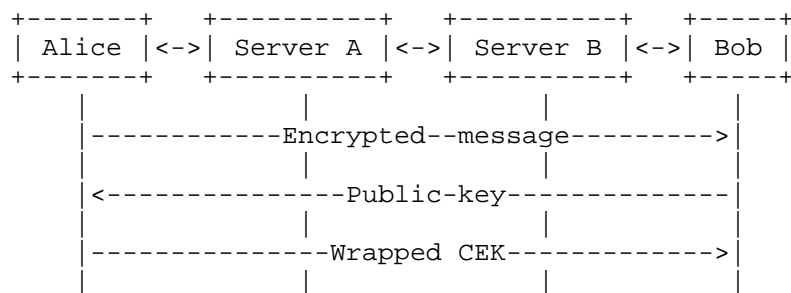 +-------+   +----------+   +----------+   +-----+
| Alice |<->| Server A |<->| Server B |<->| Bob |
+-------+   +----------+   +----------+   +-----+
    |             |              |           |
    |------------Encrypted--message--------->|
    |             |              |           |
    |<---------------Public-key--------------|
    |             |              |           |
    |---------------Wrapped CEK------------->|
    |             |              |           |